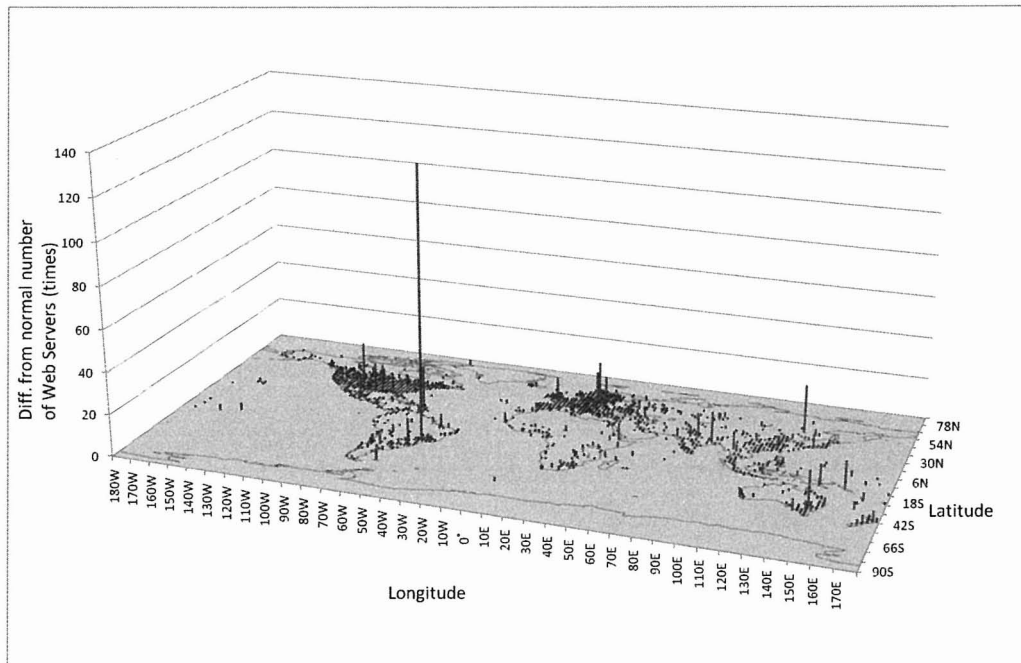 Diff. from normal number
of Web Servers (times)
140
120
100
80
60
40
20
0
180W
170W
160W
150W
140W
130W
120W
110W
100W
90W
80W
70W
60W
50W
40W
30W
20W
10W
0°
10E
20E
30E
40E
50E
60E
70E
80E
90E
100E
110E
120E
130E
140E
150E
160E
170E
Longitude
78N
54N
30N
6N
18S
42S
66S
90S
Latitude